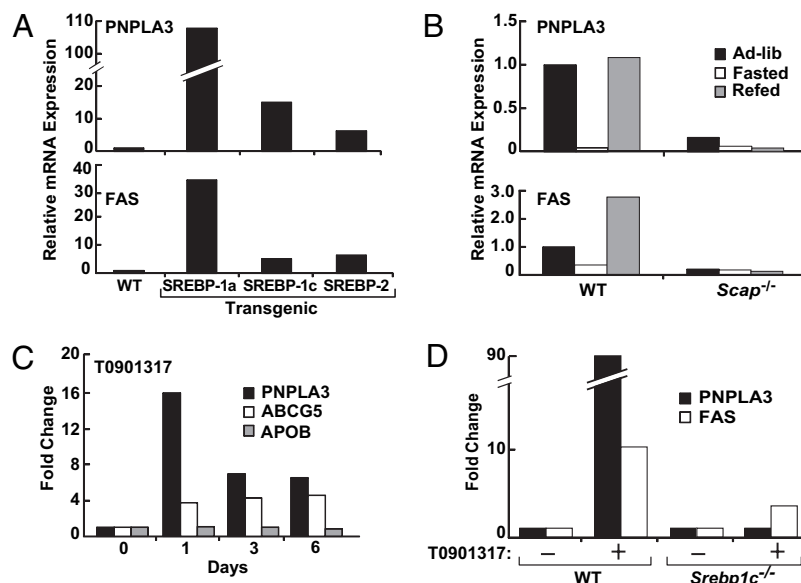 A
PNPLA3
110
100
90
20
10
0
Relative mRNA Expression
FAS
40
30
20
10
0
WT
SREBP-1a
SREBP-1c
SREBP-2
Transgenic
B
PNPLA3
1.5
1.0
0.5
0
Relative mRNA Expression
Ad-lib
Fasted
Refed
FAS
3.0
2.0
1.0
0
WT
Scap-/-
C
T0901317
20
16
12
8
4
0
Fold Change
PNPLA3
ABCG5
APOB
0
1
3
6
Days
D
90
10
0
Fold Change
PNPLA3
FAS
T0901317:
−
+
−
+
WT
Srebp1c-/-